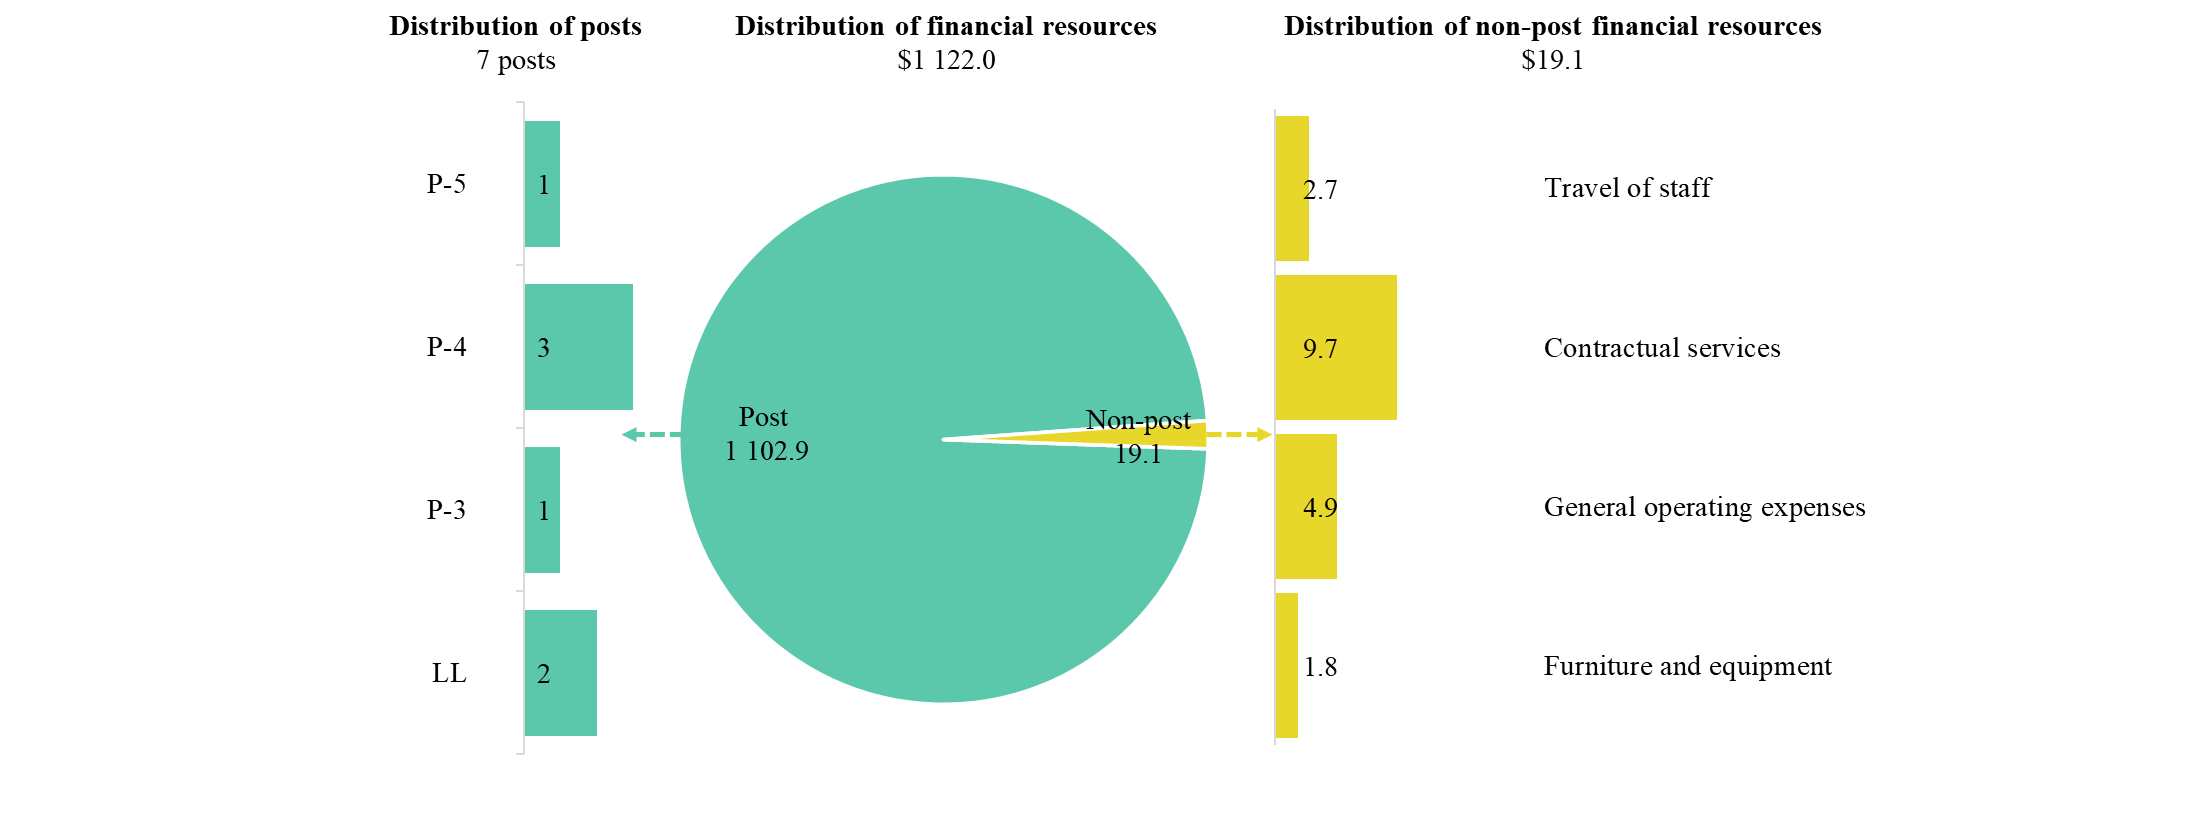 Distribution of posts
7 posts
Distribution of financial resources
$1 122.0
Distribution of non-post financial resources
$19.1
P-5
1
P-4
3
P-3
1
LL
2
Post
1 102.9
Non-post
19.1
2.7
Travel of staff
9.7
Contractual services
4.9
General operating expenses
1.8
Furniture and equipment